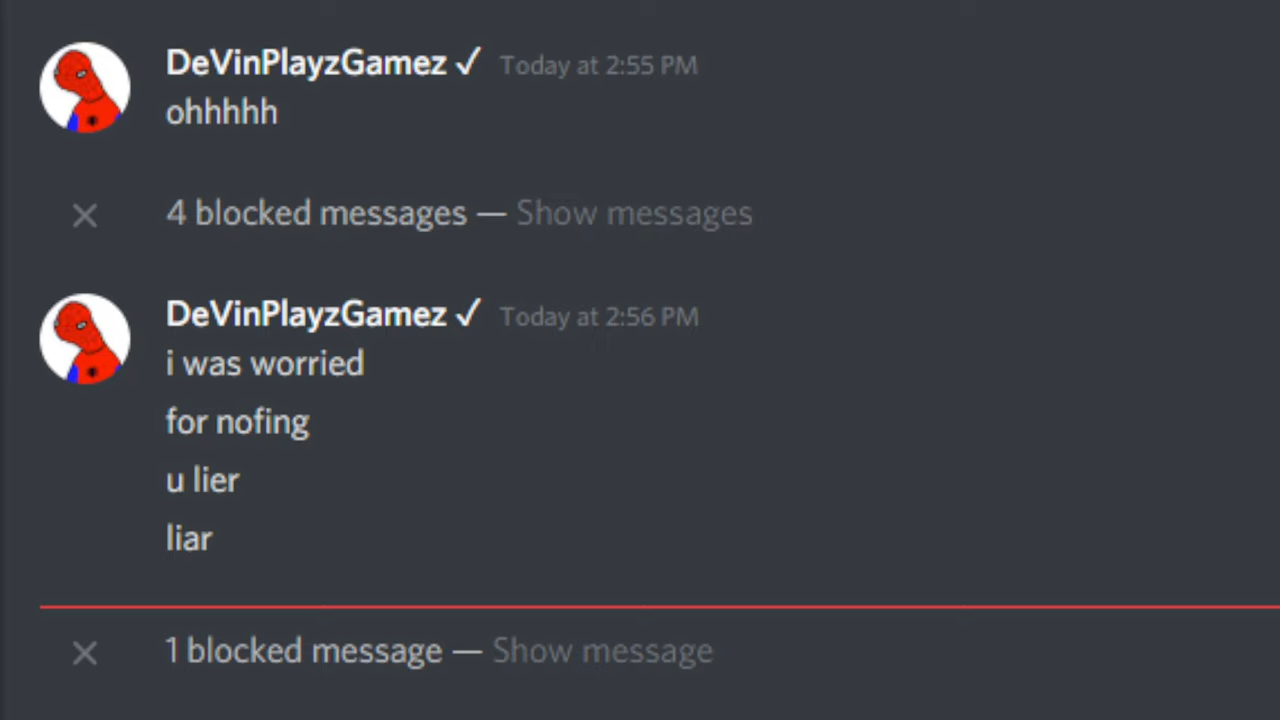 DeVinPlayzGamez ✓ Today at 2:55 PM
ohhhhh
4 blocked messages — Show messages
DeVinPlayzGamez ✓ Today at 2:56 PM
i was worried
for nofing
u lier
liar
1 blocked message — Show message